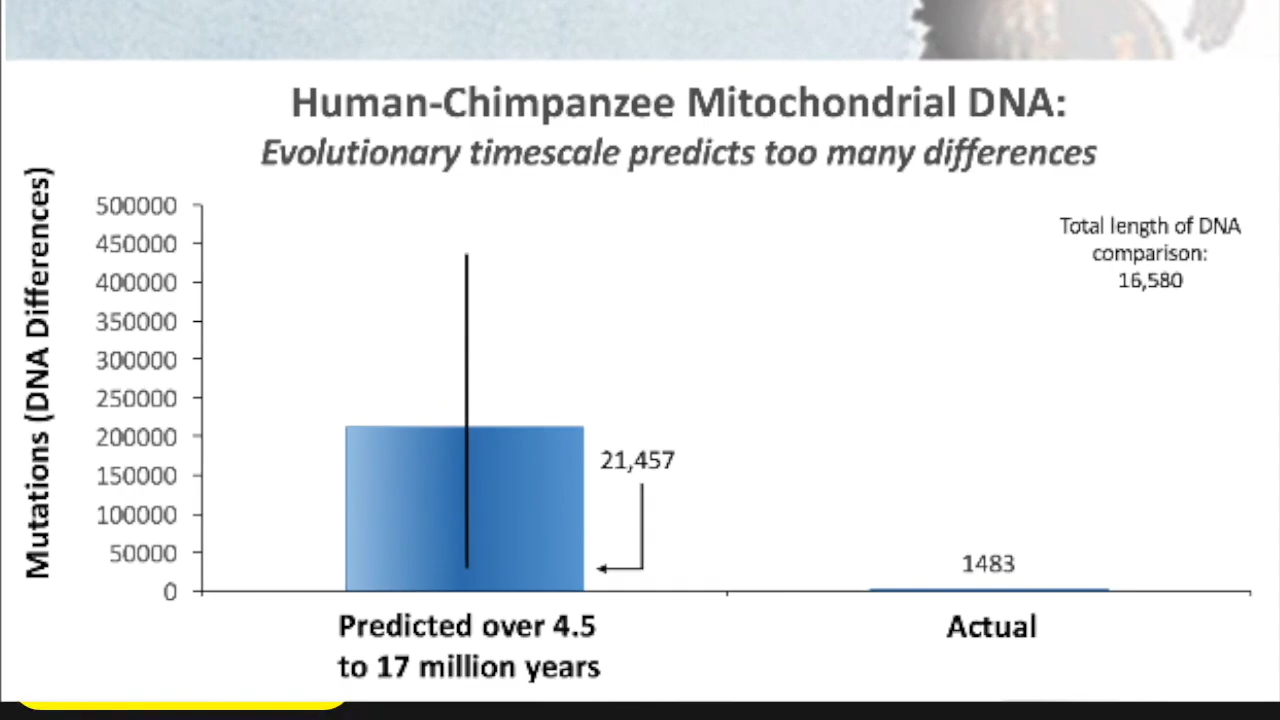 Human-Chimpanzee Mitochondrial DNA:
Evolutionary timescale predicts too many differences
Mutations (DNA Differences)
500000
450000
400000
350000
300000
250000
200000
150000
100000
50000
0
Total length of DNA
comparison:
16,580
21,457
1483
Predicted over 4.5
to 17 million years
Actual